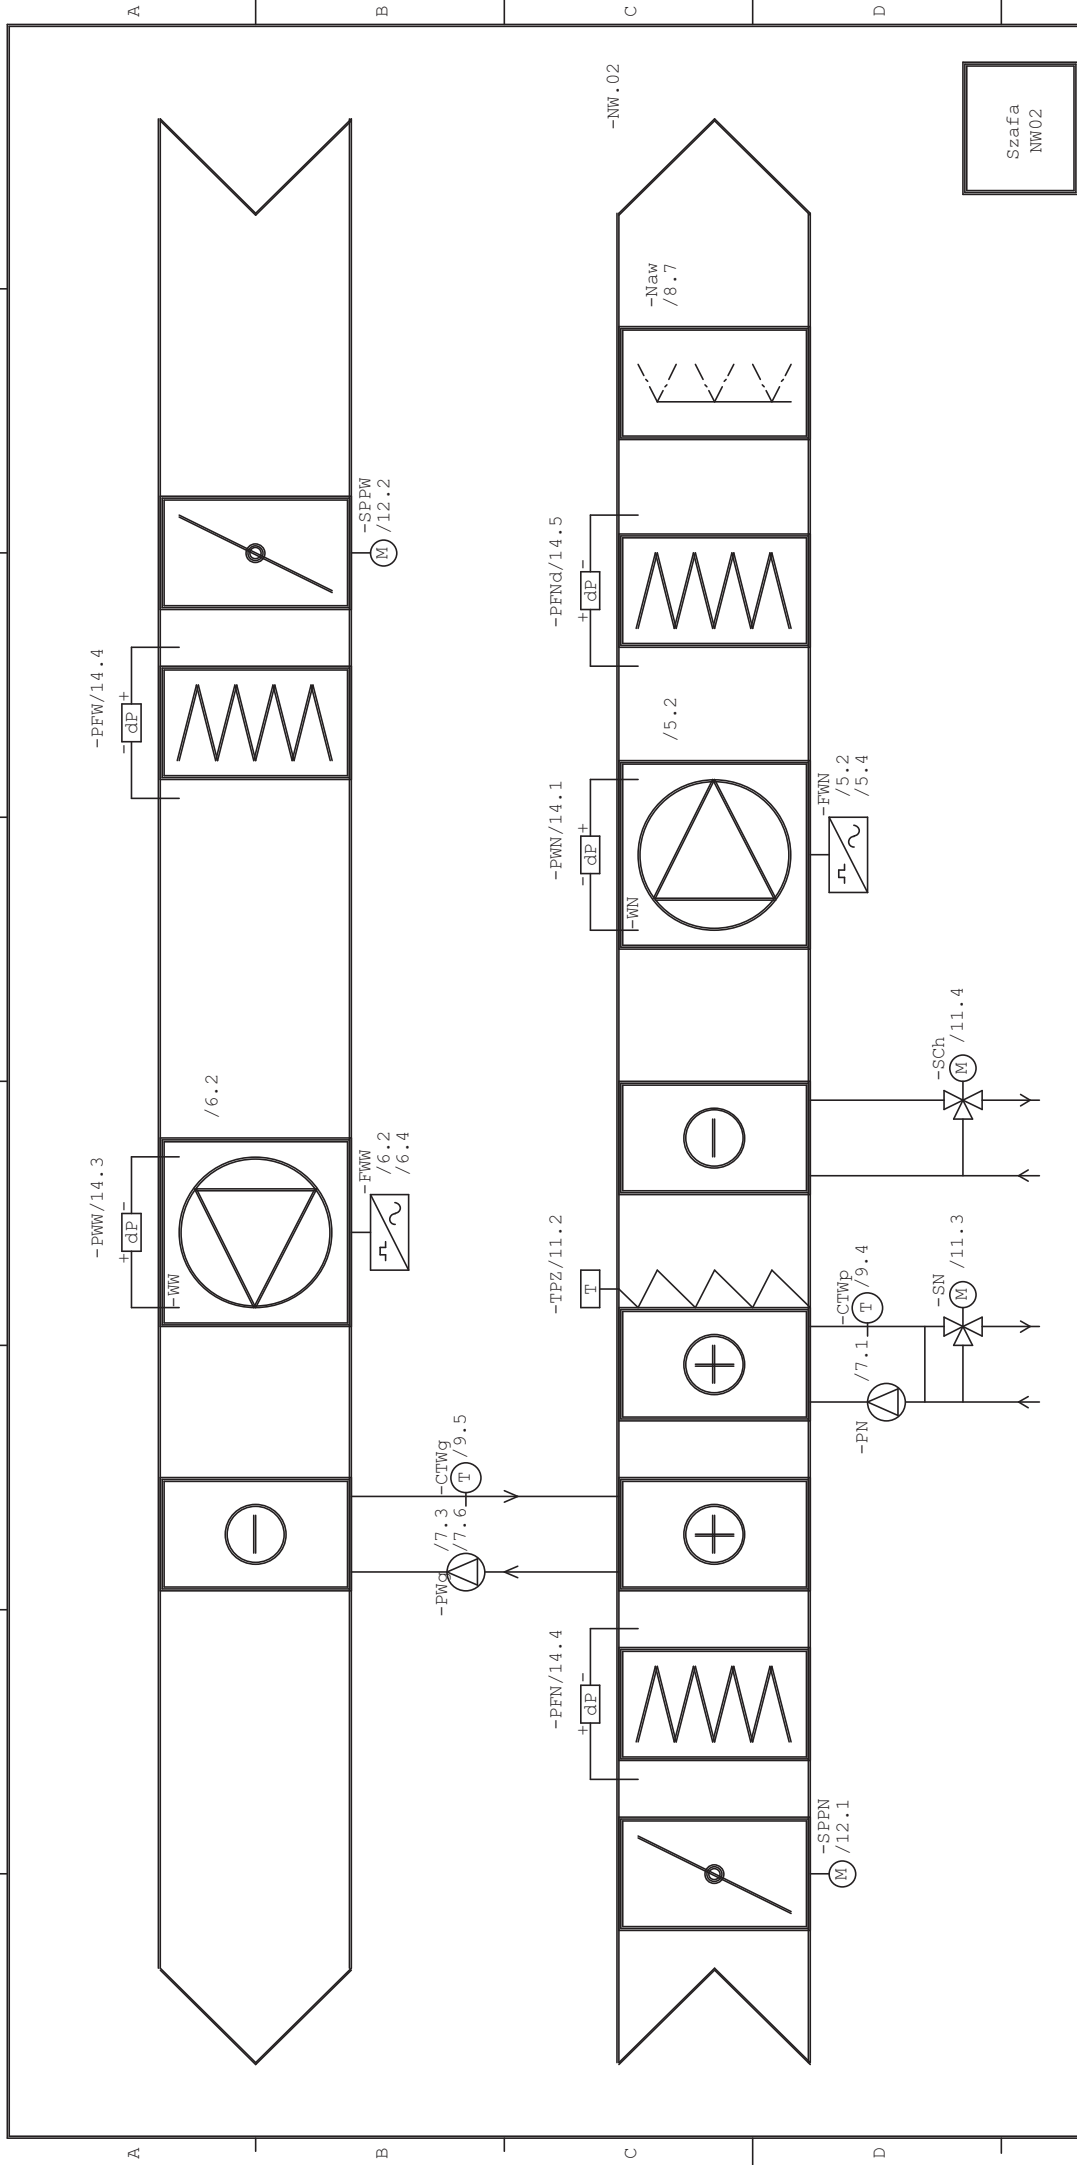 A
B
C
D
-PWW/14.3
+
dP
-
-WW
/6.2
-FWW
/6.2
/6.4
-PFW/14.4
-
dP
+
-SPPW
M
/12.2
-PWg
/7.3
/7.6
-CTWg
T
/9.5
-NW.02
-SPPN
M
/12.1
-PFN/14.4
+
dP
-
-TPZ/11.2
T
-PWN/14.1
-
dP
+
-WN
/5.2
-FWN
/5.2
/5.4
-PFNd/14.5
+
dP
-
-Naw
/8.7
-PN
/7.1
-CTWp
T
/9.4
-SN
M
/11.3
-SCh
M
/11.4
Szafa
NW02
A
B
C
D